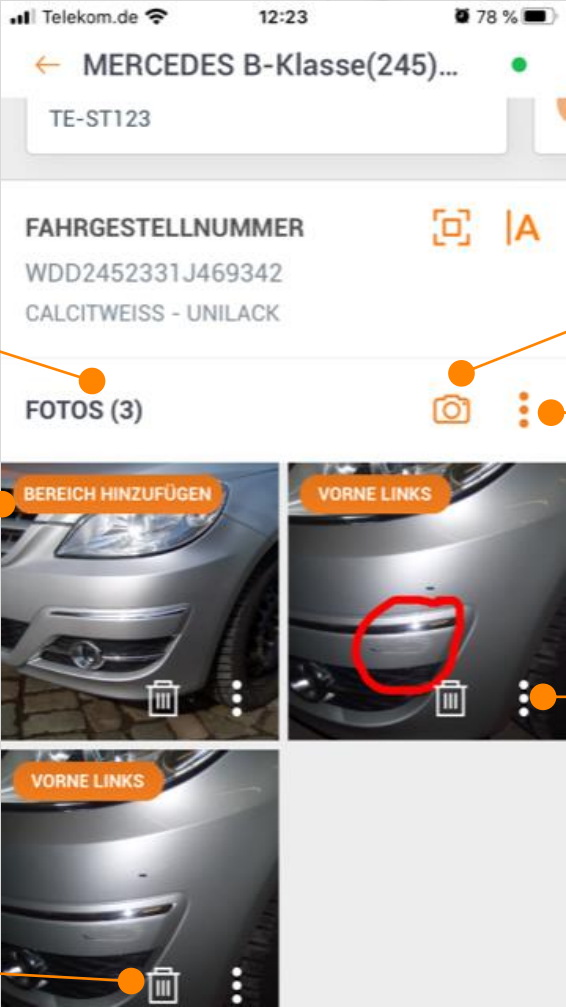 Telekom.de 12:23 78 %
MERCEDES B-Klasse(245)...
TE-ST123
FAHRGESTELLNUMMER
|A
WDD2452331J469342
CALCITWEISS - UNILACK
FOTOS (3)
BEREICH HINZUFÜGEN
VORNE LINKS
VORNE LINKS